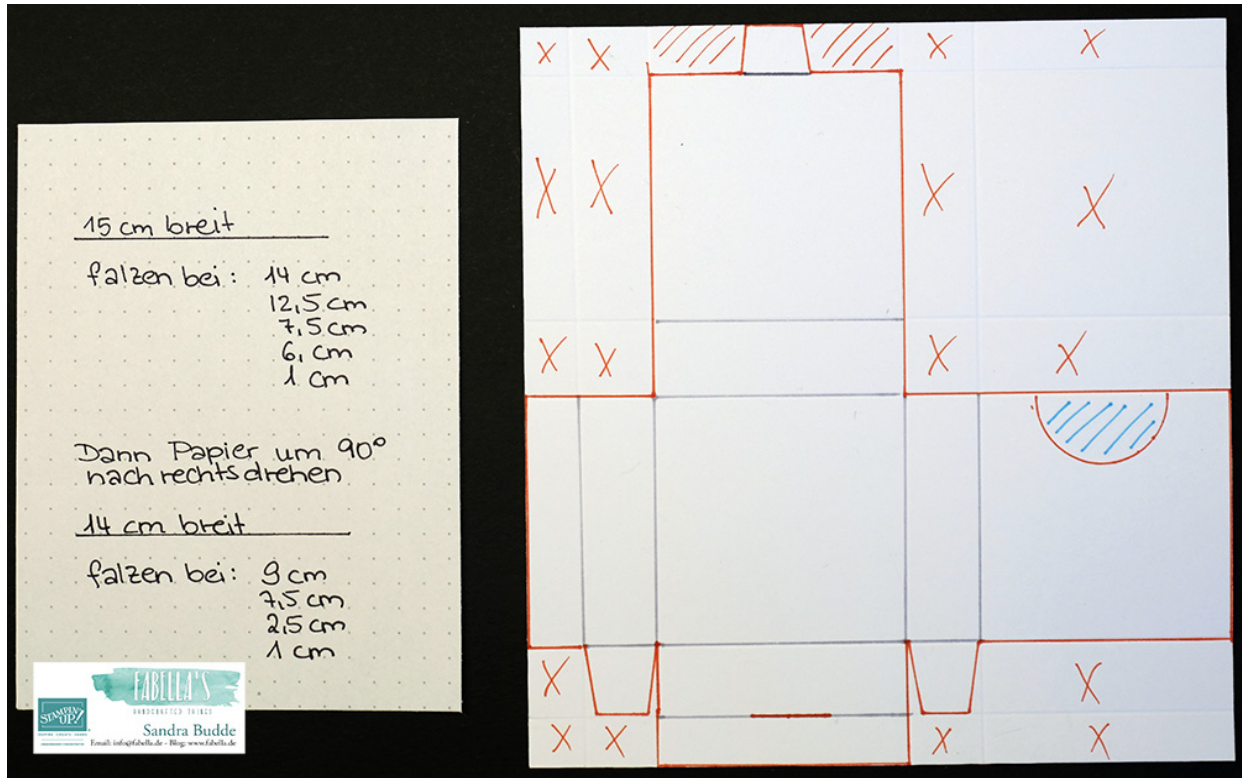 15 cm breit
falzen bei: 14 cm
12,5 cm
7,5 cm
6, cm
1 cm
Dann Papier um 90°
nach rechts drehen
14 cm breit
falzen bei: 9 cm
7,5 cm
2,5 cm
1 cm
FABELLA'S
HANDCRAFTED THINGS
STAMPIN' UP!
Sandra Budde
Email: info@fabella.de - Blog: www.fabella.de
X X X X
X X X X
X X X X
X X
X X X X